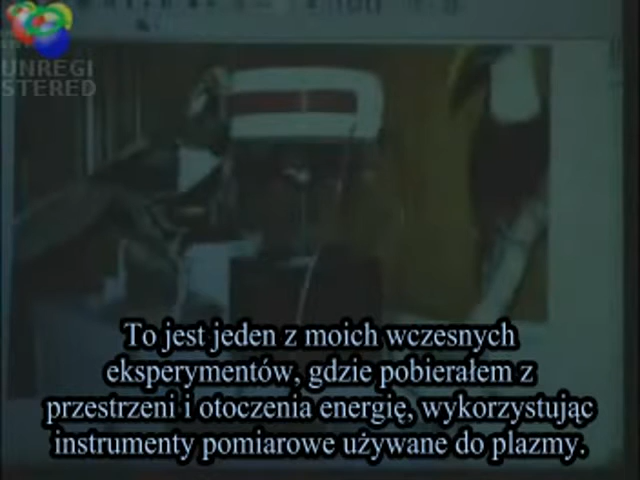 UNREGI
STERED
To jest jeden z moich wczesnych
eksperymentów, gdzie pobierałem z
przestrzeni i otoczenia energię, wykorzystując
instrumenty pomiarowe używane do plazmy.